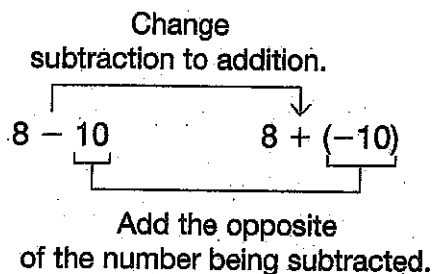 Change
subtraction to addition.
8 − 10 8 + (−10)
Add the opposite
of the number being subtracted.